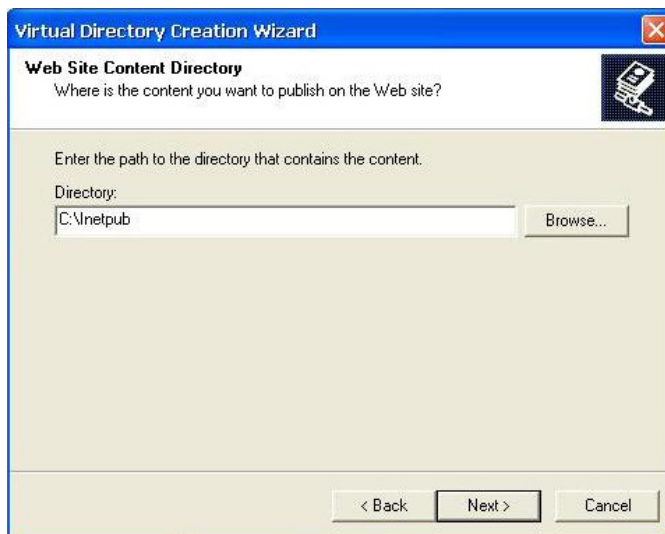 Virtual Directory Creation Wizard
Web Site Content Directory
Where is the content you want to publish on the Web site?
Enter the path to the directory that contains the content.
Directory:
C:\Inetpub
Browse...
< Back
Next >
Cancel